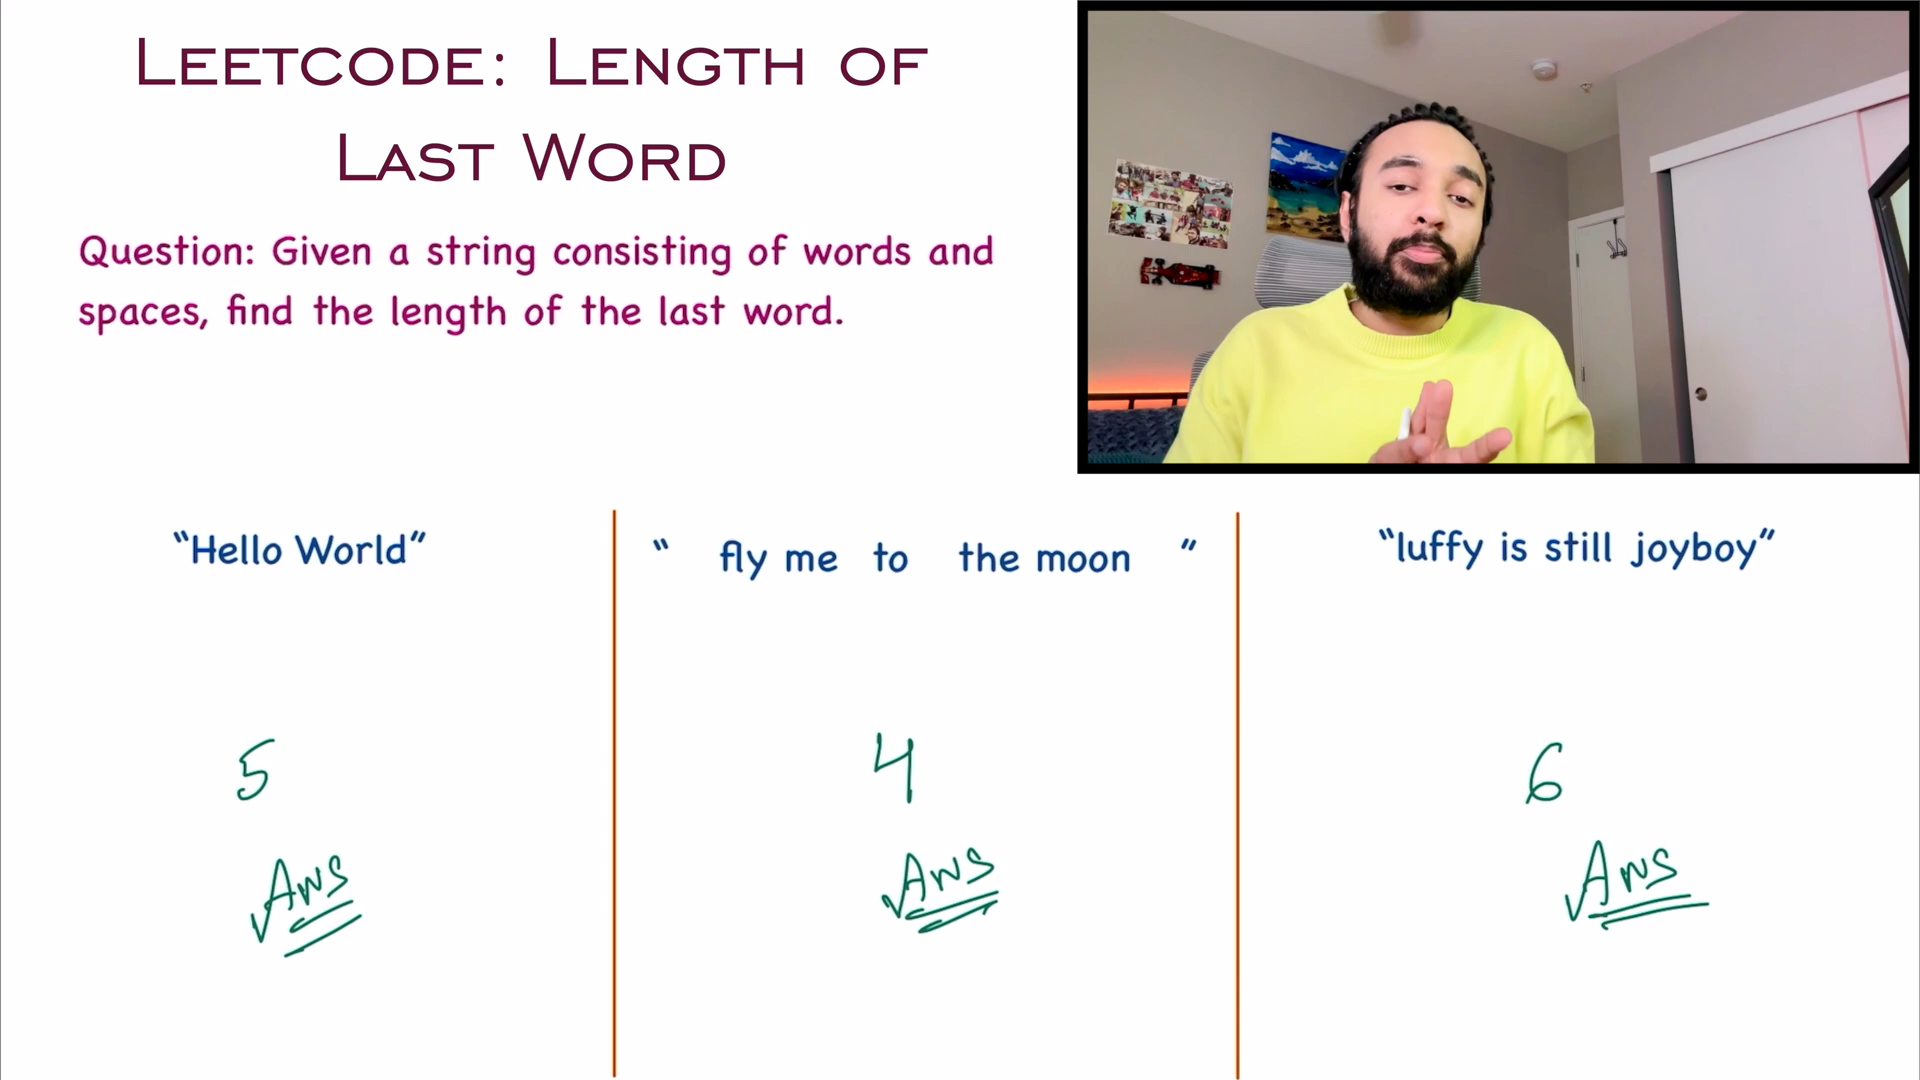 LEETCODE: LENGTH OF
LAST WORD
Question: Given a string consisting of words and
spaces, find the length of the last word.
“Hello World”
“   fly me  to   the moon   ”
“luffy is still joyboy”
5
4
6
Ans
Ans
Ans